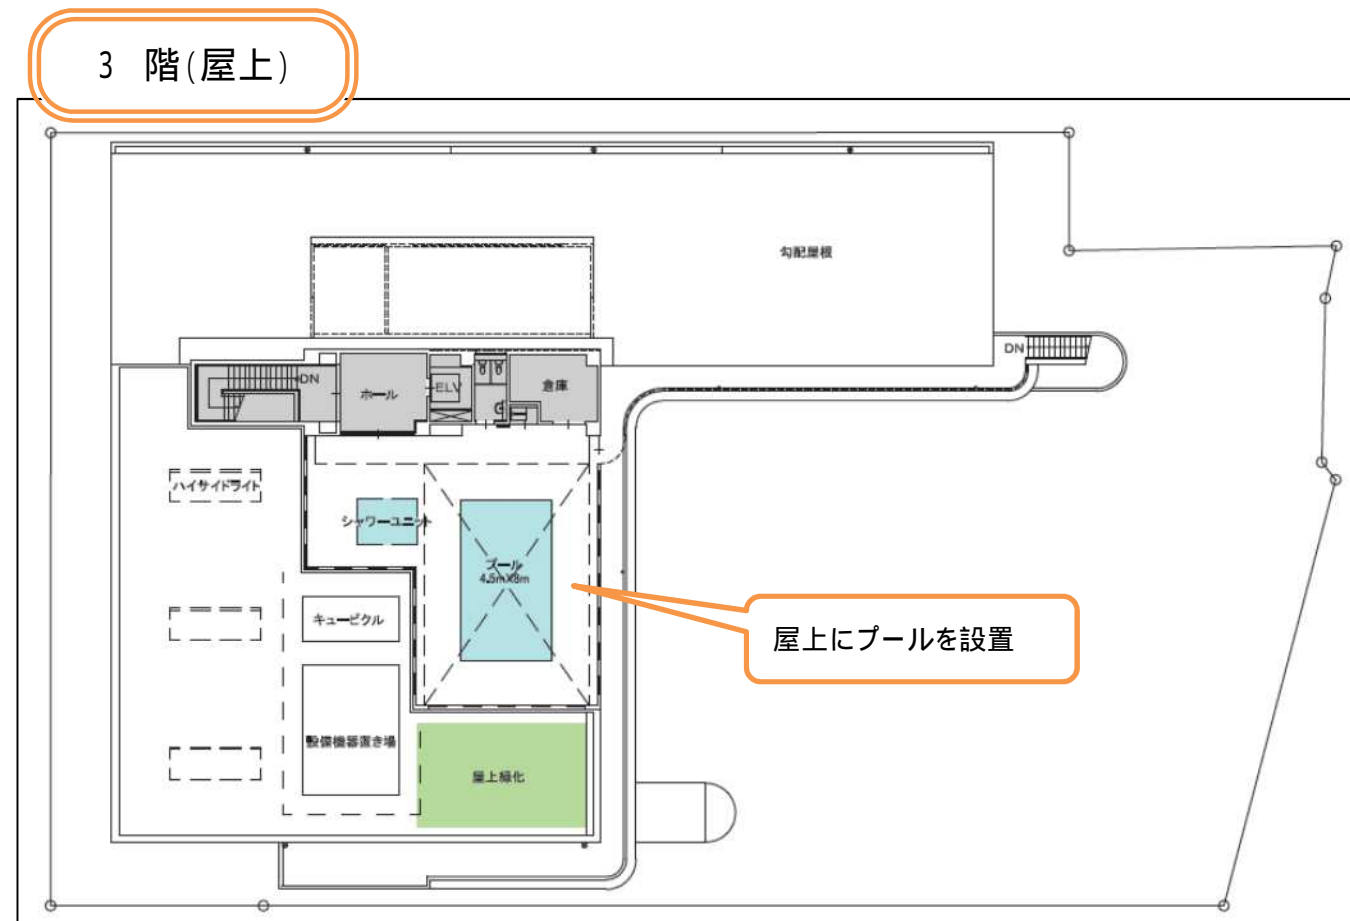 3 階(屋上)
勾配屋根
DN
DN
ホール
ELV
倉庫
ハイサイドライト
シャワーユニット
プール
4.5m×8m
キュービクル
屋上にプールを設置
設備機器置き場
屋上緑化